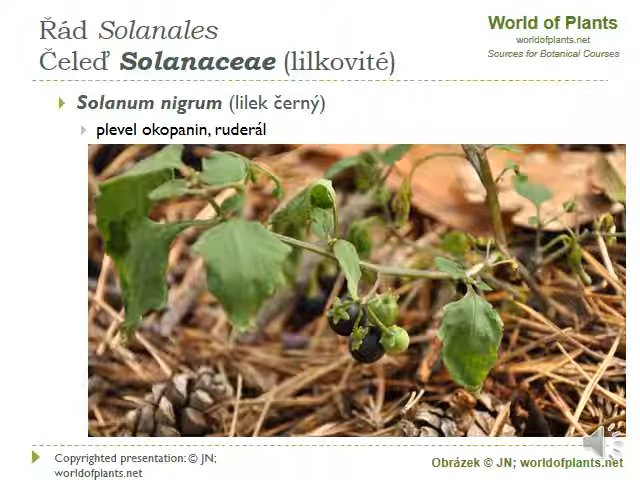 Řád Solanales
Čeleď Solanaceae (lilkovité)
World of Plants
worldofplants.net
Sources for Botanical Courses
Solanum nigrum (lilek černý)
plevel okopanin, ruderál
Copyrighted presentation: © JN;
worldofplants.net
Obrázek © JN; worldofplants.net